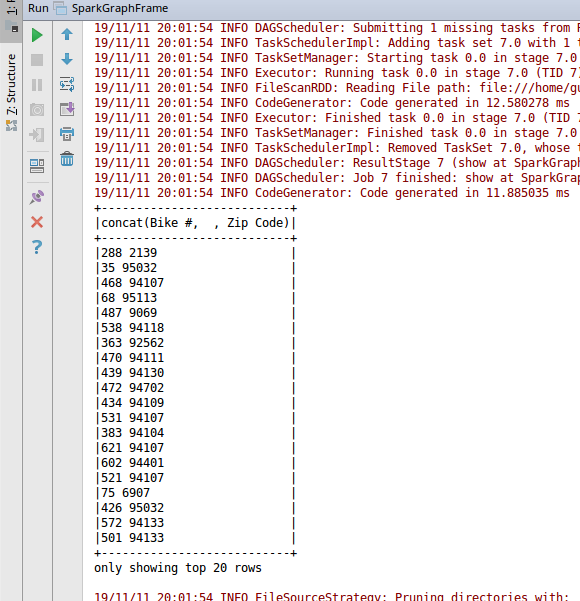 Run SparkGraphFrame
1:
7: Structure
19/11/11 20:01:54 INFO DAGScheduler: Submitting 1 missing tasks from
19/11/11 20:01:54 INFO TaskSchedulerImpl: Adding task set 7.0 with 1
19/11/11 20:01:54 INFO TaskSetManager: Starting task 0.0 in stage 7.0
19/11/11 20:01:54 INFO Executor: Running task 0.0 in stage 7.0 (TID 7)
19/11/11 20:01:54 INFO FileScanRDD: Reading File path: file:///home/gu
19/11/11 20:01:54 INFO CodeGenerator: Code generated in 12.580278 ms
19/11/11 20:01:54 INFO Executor: Finished task 0.0 in stage 7.0 (TID 7
19/11/11 20:01:54 INFO TaskSetManager: Finished task 0.0 in stage 7.0
19/11/11 20:01:54 INFO TaskSchedulerImpl: Removed TaskSet 7.0, whose t
19/11/11 20:01:54 INFO DAGScheduler: ResultStage 7 (show at SparkGraph
19/11/11 20:01:54 INFO DAGScheduler: Job 7 finished: show at SparkGrap
19/11/11 20:01:54 INFO CodeGenerator: Code generated in 11.885035 ms
+--------------------------+
|concat(Bike #,  , Zip Code)|
+--------------------------+
|288 2139                   |
|35 95032                   |
|468 94107                  |
|68 95113                   |
|487 9069                   |
|538 94118                  |
|363 92562                  |
|470 94111                  |
|439 94130                  |
|472 94702                  |
|434 94109                  |
|531 94107                  |
|383 94104                  |
|621 94107                  |
|602 94401                  |
|521 94107                  |
|75 6907                    |
|426 95032                  |
|572 94133                  |
|501 94133                  |
+--------------------------+
only showing top 20 rows
19/11/11 20:01:54 INFO FileSourceStrategy: Pruning directories with: